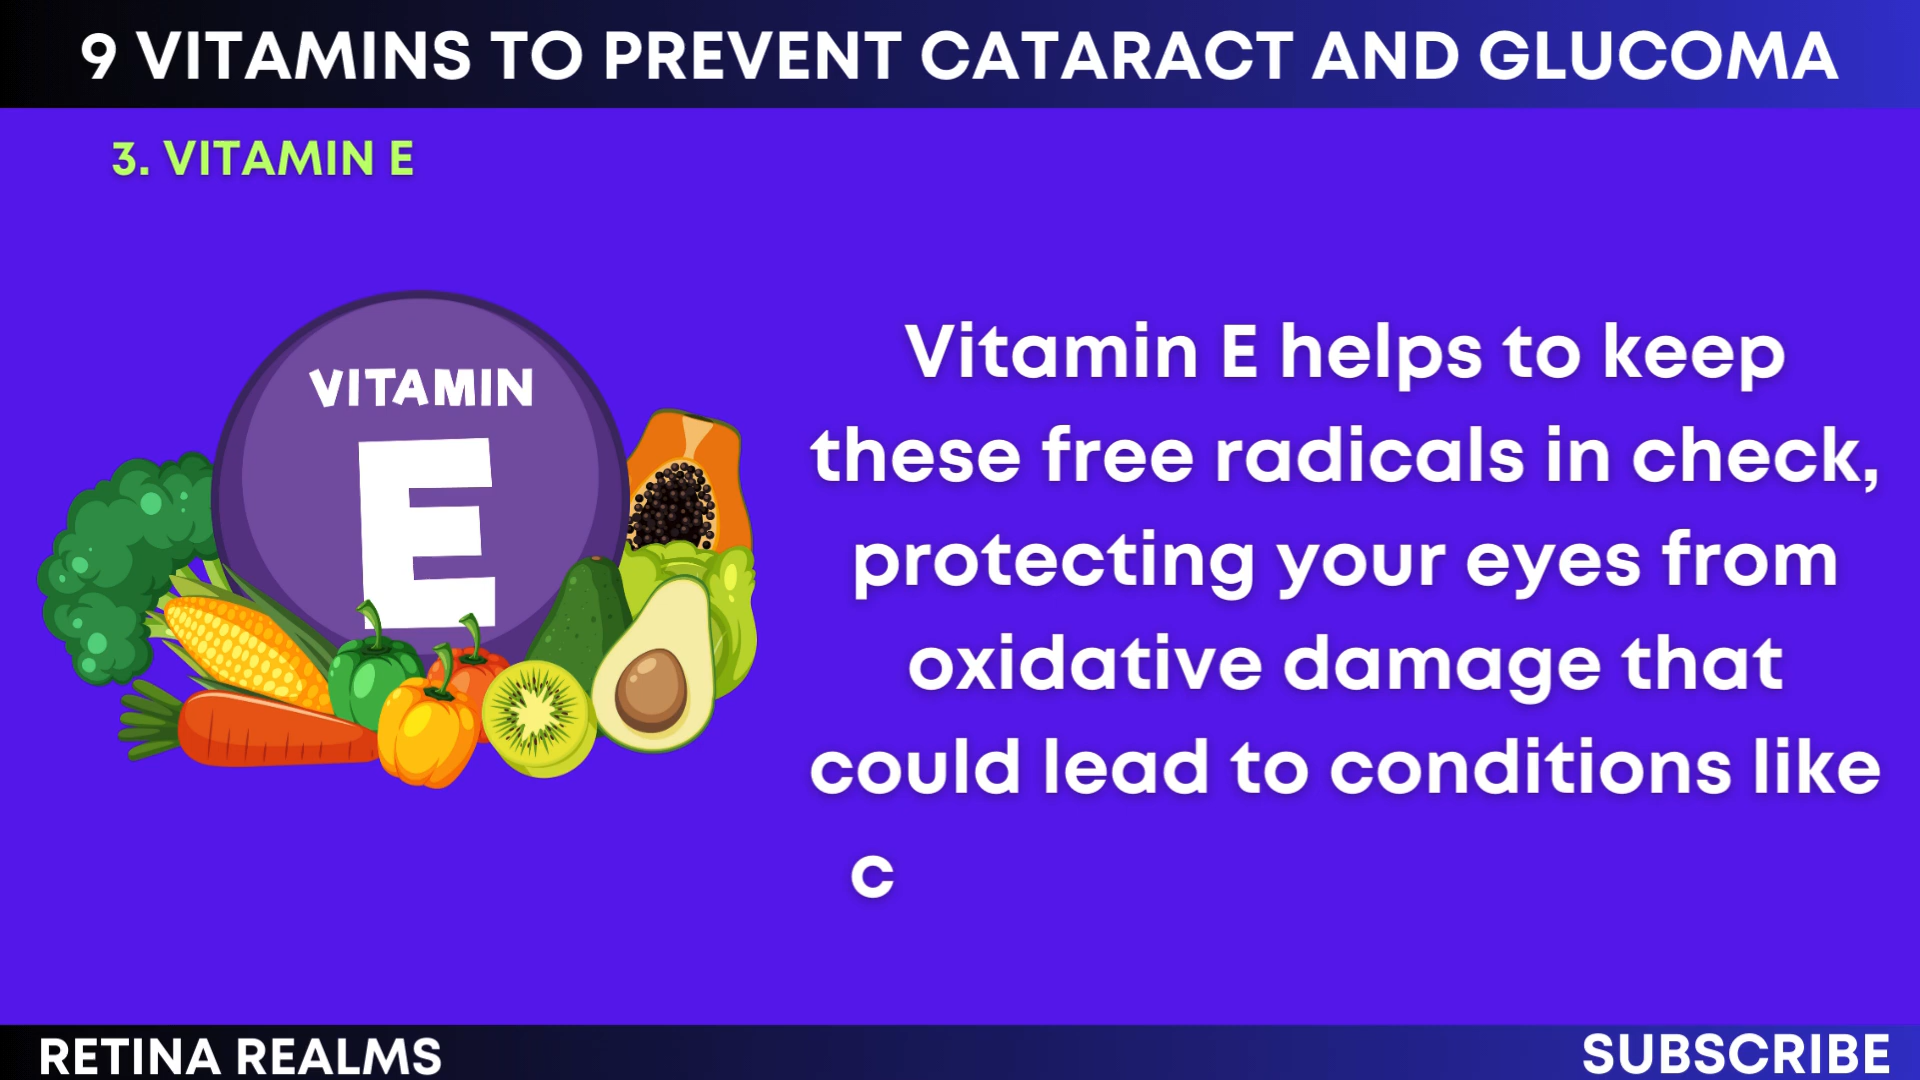 9 VITAMINS TO PREVENT CATARACT AND GLUCOMA
3. VITAMIN E
VITAMIN
E
Vitamin E helps to keep
these free radicals in check,
protecting your eyes from
oxidative damage that
could lead to conditions like
c
RETINA REALMS
SUBSCRIBE